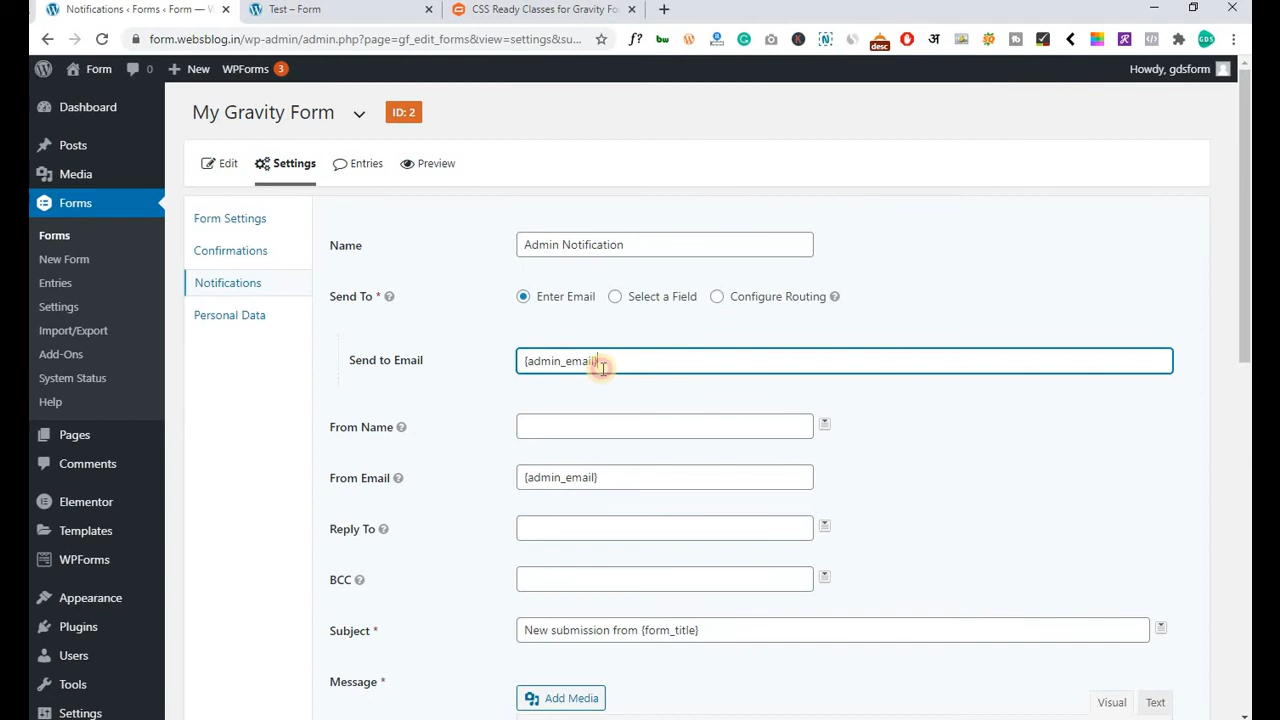 Notifications ‹ Forms ‹ Form — W
Test – Form
CSS Ready Classes for Gravity Fo
form.websblog.in/wp-admin/admin.php?page=gf_edit_forms&view=settings&su...
f?
bw
desc
अ
GDS
Form
0
New
WPForms 3
Howdy, gdsform
Dashboard
Posts
Media
Forms
Forms
New Form
Entries
Settings
Import/Export
Add-Ons
System Status
Help
Pages
Comments
Elementor
Templates
WPForms
Appearance
Plugins
Users
Tools
Settings
My Gravity Form
ID: 2
Edit
Settings
Entries
Preview
Form Settings
Confirmations
Notifications
Personal Data
Name
Admin Notification
Send To *
Enter Email
Select a Field
Configure Routing
Send to Email
{admin_email}
From Name
From Email
{admin_email}
Reply To
BCC
Subject *
New submission from {form_title}
Message *
Add Media
Visual
Text